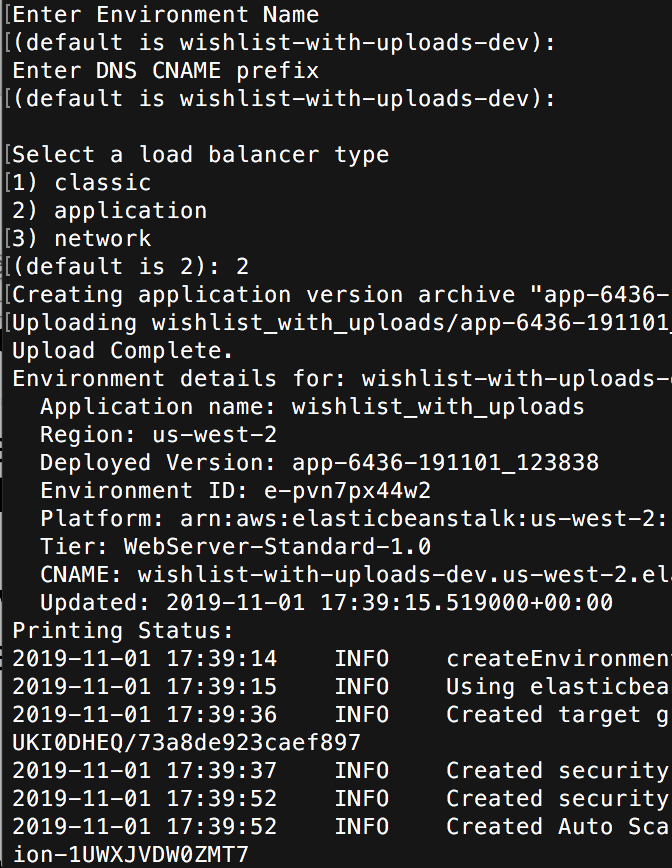 [Enter Environment Name
[(default is wishlist-with-uploads-dev):
Enter DNS CNAME prefix
[(default is wishlist-with-uploads-dev):
[Select a load balancer type
[1) classic
2) application
[3) network
[(default is 2): 2
[Creating application version archive "app-6436-
[Uploading wishlist_with_uploads/app-6436-191101_
Upload Complete.
Environment details for: wishlist-with-uploads-
Application name: wishlist_with_uploads
Region: us-west-2
Deployed Version: app-6436-191101_123838
Environment ID: e-pvn7px44w2
Platform: arn:aws:elasticbeanstalk:us-west-2:
Tier: WebServer-Standard-1.0
CNAME: wishlist-with-uploads-dev.us-west-2.ela
Updated: 2019-11-01 17:39:15.519000+00:00
Printing Status:
2019-11-01 17:39:14 INFO createEnvironment
2019-11-01 17:39:15 INFO Using elasticbea
2019-11-01 17:39:36 INFO Created target g
UKI0DHEQ/73a8de923caef897
2019-11-01 17:39:37 INFO Created security
2019-11-01 17:39:52 INFO Created security
2019-11-01 17:39:52 INFO Created Auto Sca
ion-1UWXJVDW0ZMT7